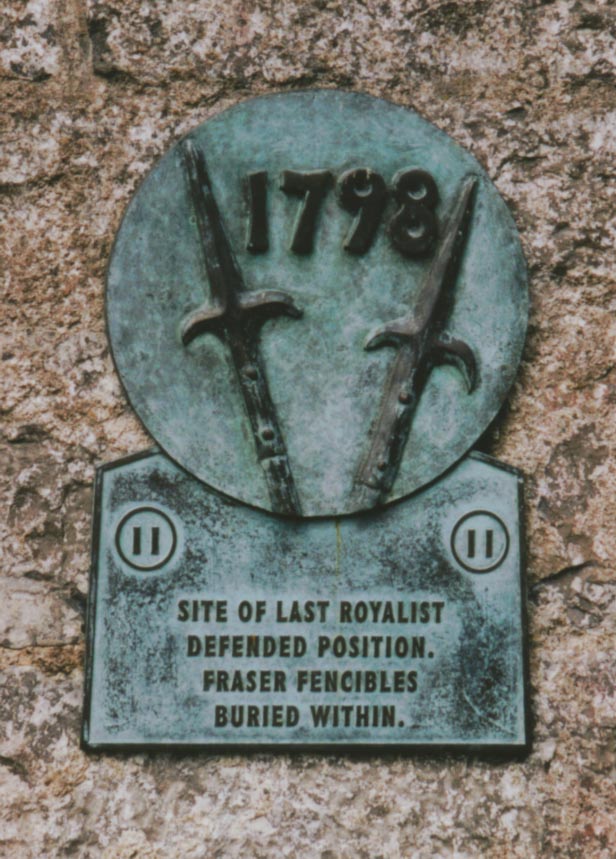 1798
11 11
SITE OF LAST ROYALIST
DEFENDED POSITION.
FRASER FENCIBLES
BURIED WITHIN.